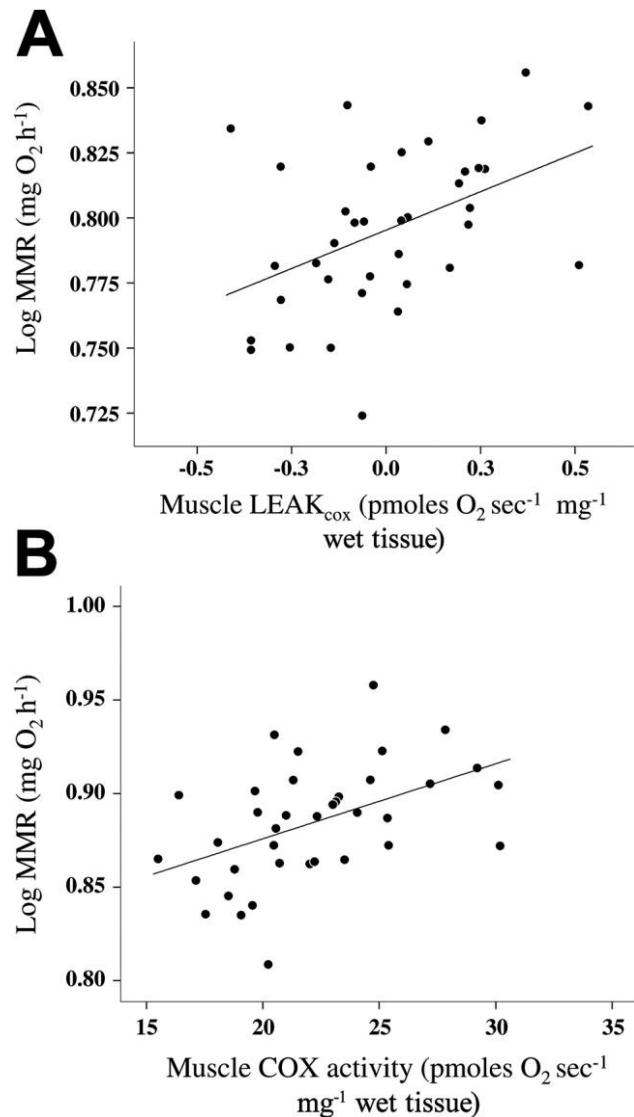 A
Log MMR (mg O₂ h⁻¹)
0.850
0.825
0.800
0.775
0.750
0.725
-0.5 -0.3 0.0 0.3 0.5
Muscle LEAKcox (pmoles O₂ sec⁻¹ mg⁻¹
wet tissue)
B
Log MMR (mg O₂ h⁻¹)
1.00
0.95
0.90
0.85
0.80
15 20 25 30 35
Muscle COX activity (pmoles O₂ sec⁻¹
mg⁻¹ wet tissue)